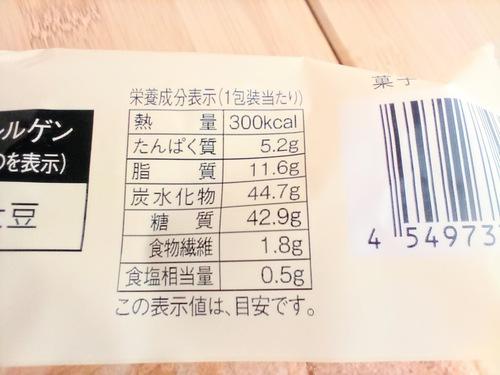 栄養成分表示(1包装当たり)
熱量 300kcal
たんぱく質 5.2g
脂質 11.6g
炭水化物 44.7g
糖質 42.9g
食物繊維 1.8g
食塩相当量 0.5g
この表示値は、目安です。
ルゲン
を表示)
豆
菓子
4 54973